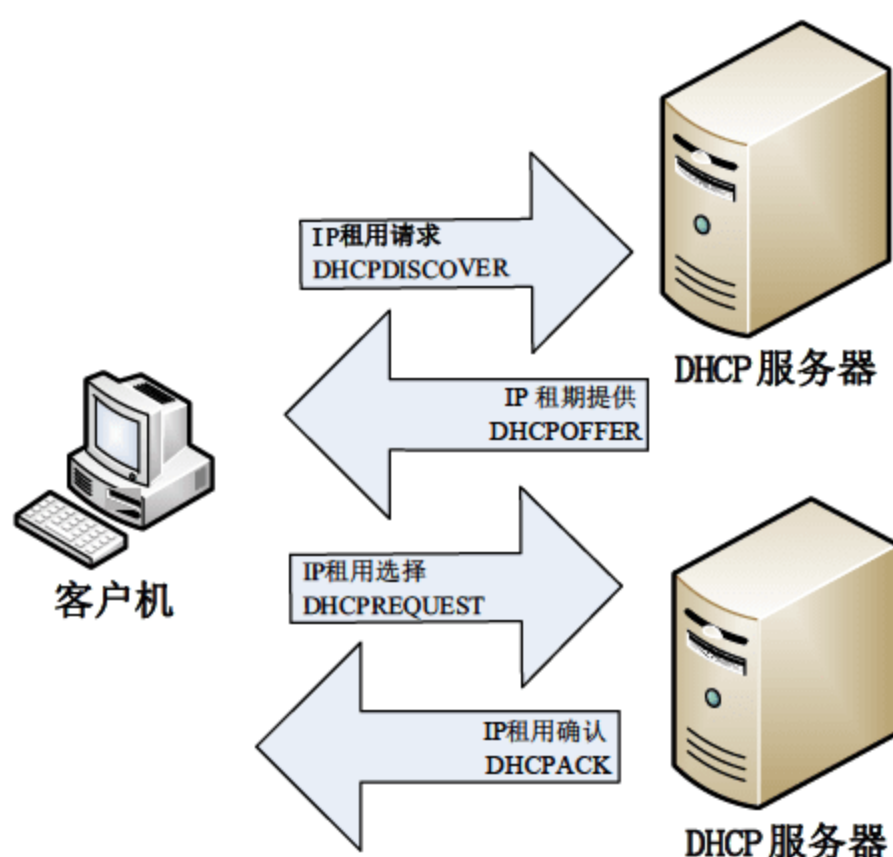 IP租用请求
DHCPDISCOVER
DHCP服务器
IP 租期提供
DHCPOFFER
客户机
IP租用选择
DHCPREQUEST
IP租用确认
DHCPACK
DHCP服务器